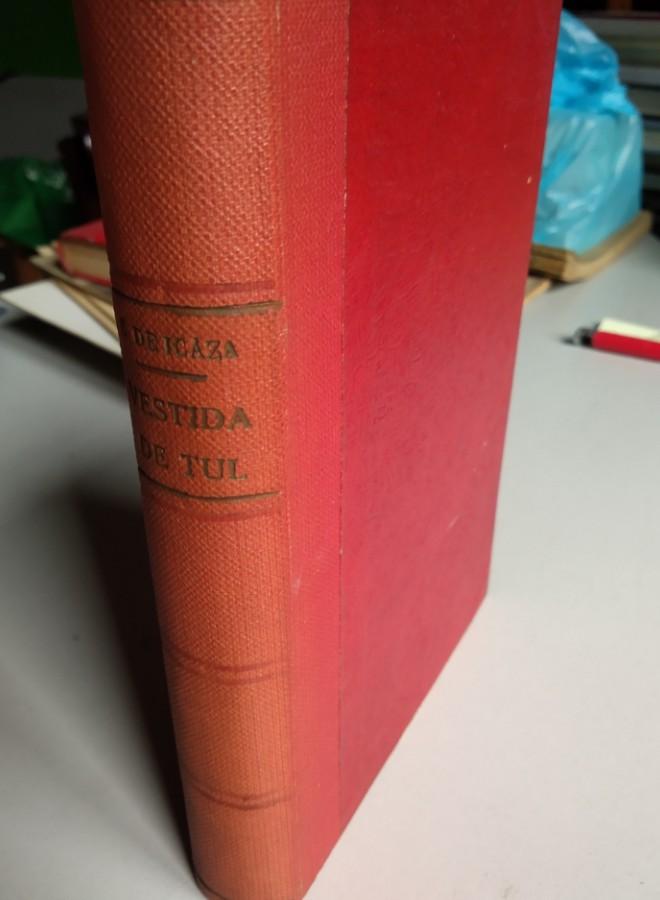 DE ICAZA
VESTIDA
DE TUL